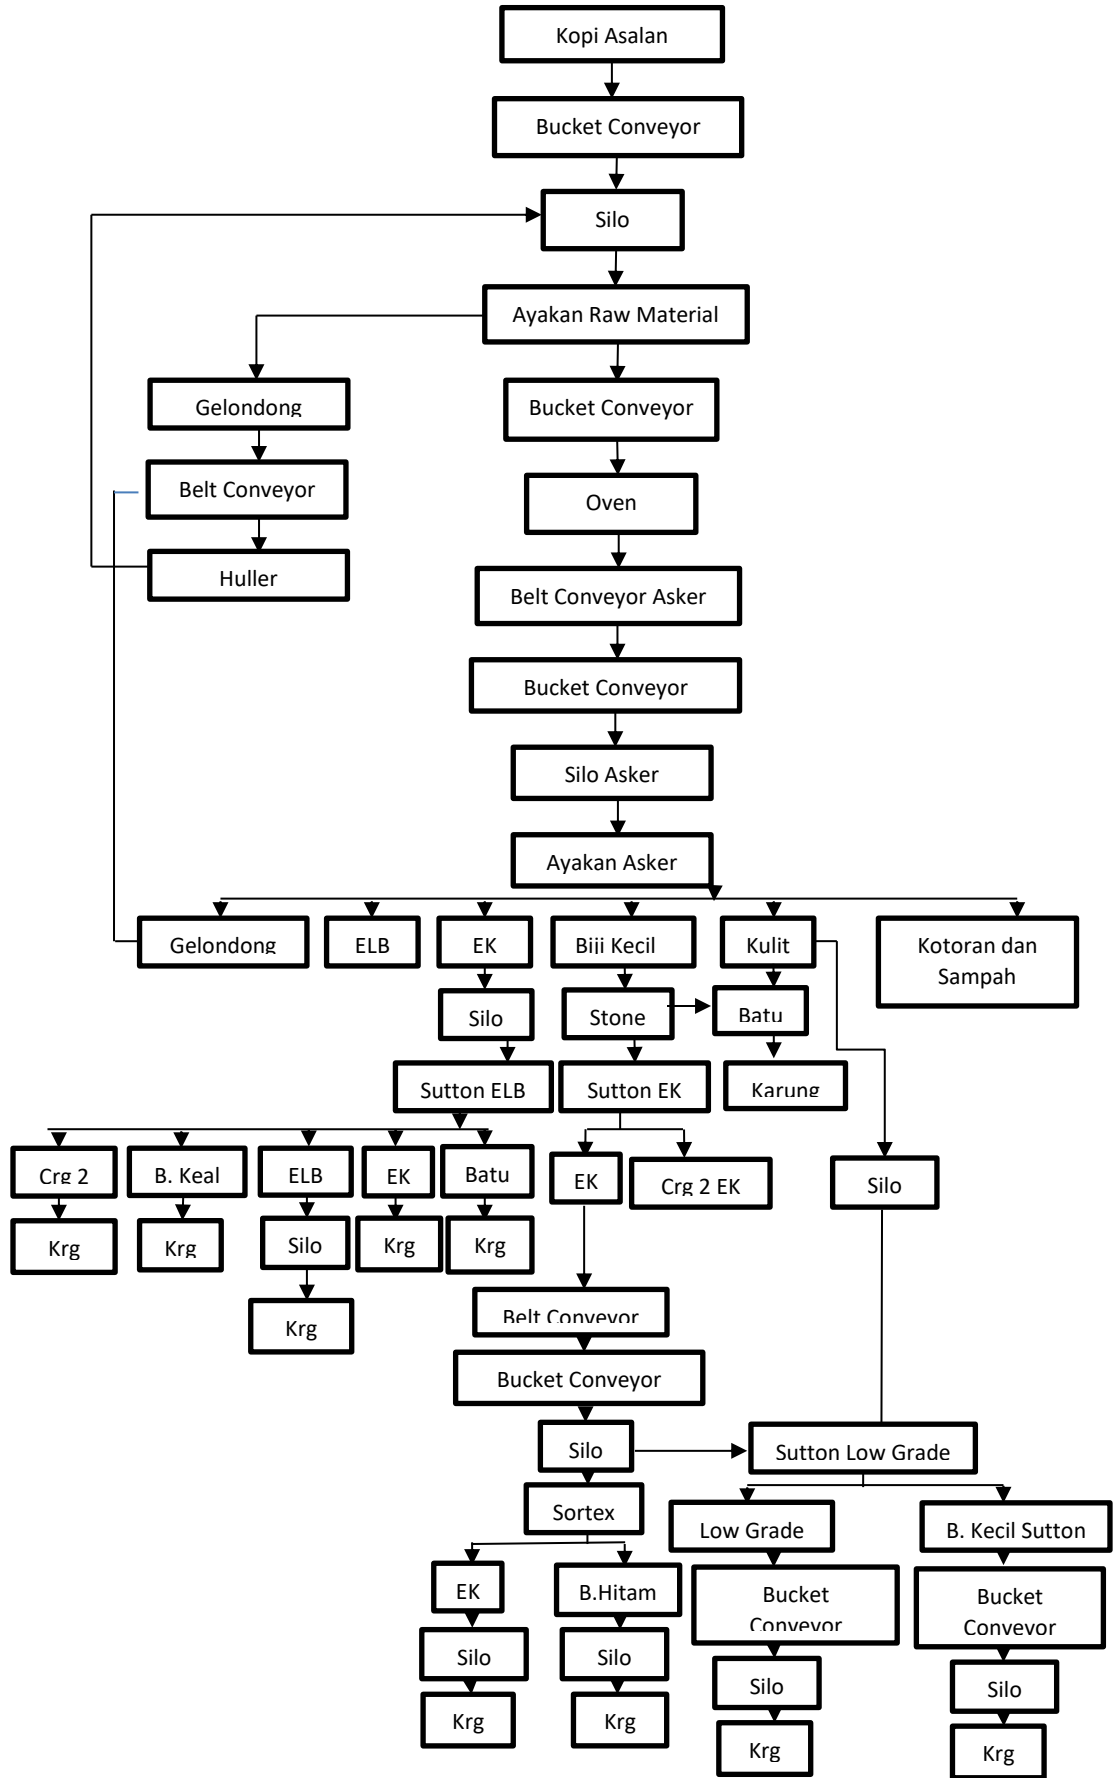 Kopi Asalan
Bucket Conveyor
Silo
Ayakan Raw Material
Gelondong
Bucket Conveyor
Belt Conveyor
Oven
Huller
Belt Conveyor Asker
Bucket Conveyor
Silo Asker
Ayakan Asker
Gelondong
ELB
EK
Biji Kecil
Kulit
Kotoran dan
Sampah
Silo
Stone
Batu
Sutton ELB
Sutton EK
Karung
Crg 2
B. Keal
ELB
EK
Batu
EK
Crg 2 EK
Silo
Krg
Krg
Silo
Krg
Krg
Krg
Belt Conveyor
Bucket Conveyor
Silo
Sutton Low Grade
Sortex
Low Grade
B. Kecil Sutton
EK
B.Hitam
Bucket
Conveyor
Bucket
Conveyor
Silo
Silo
Silo
Silo
Krg
Krg
Krg
Krg